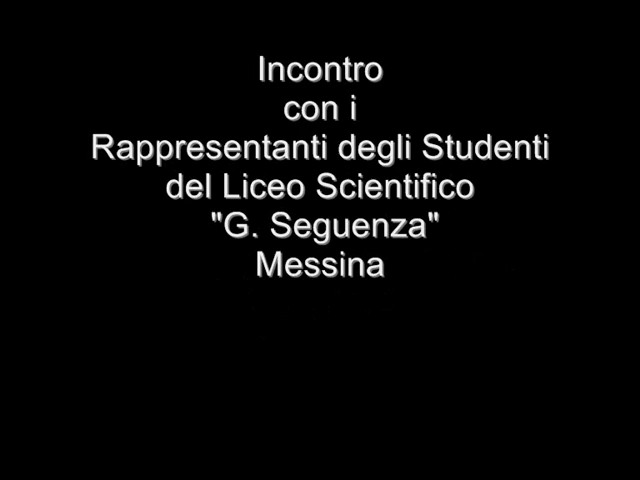 Incontro
con i
Rappresentanti degli Studenti
del Liceo Scientifico
"G. Seguenza"
Messina